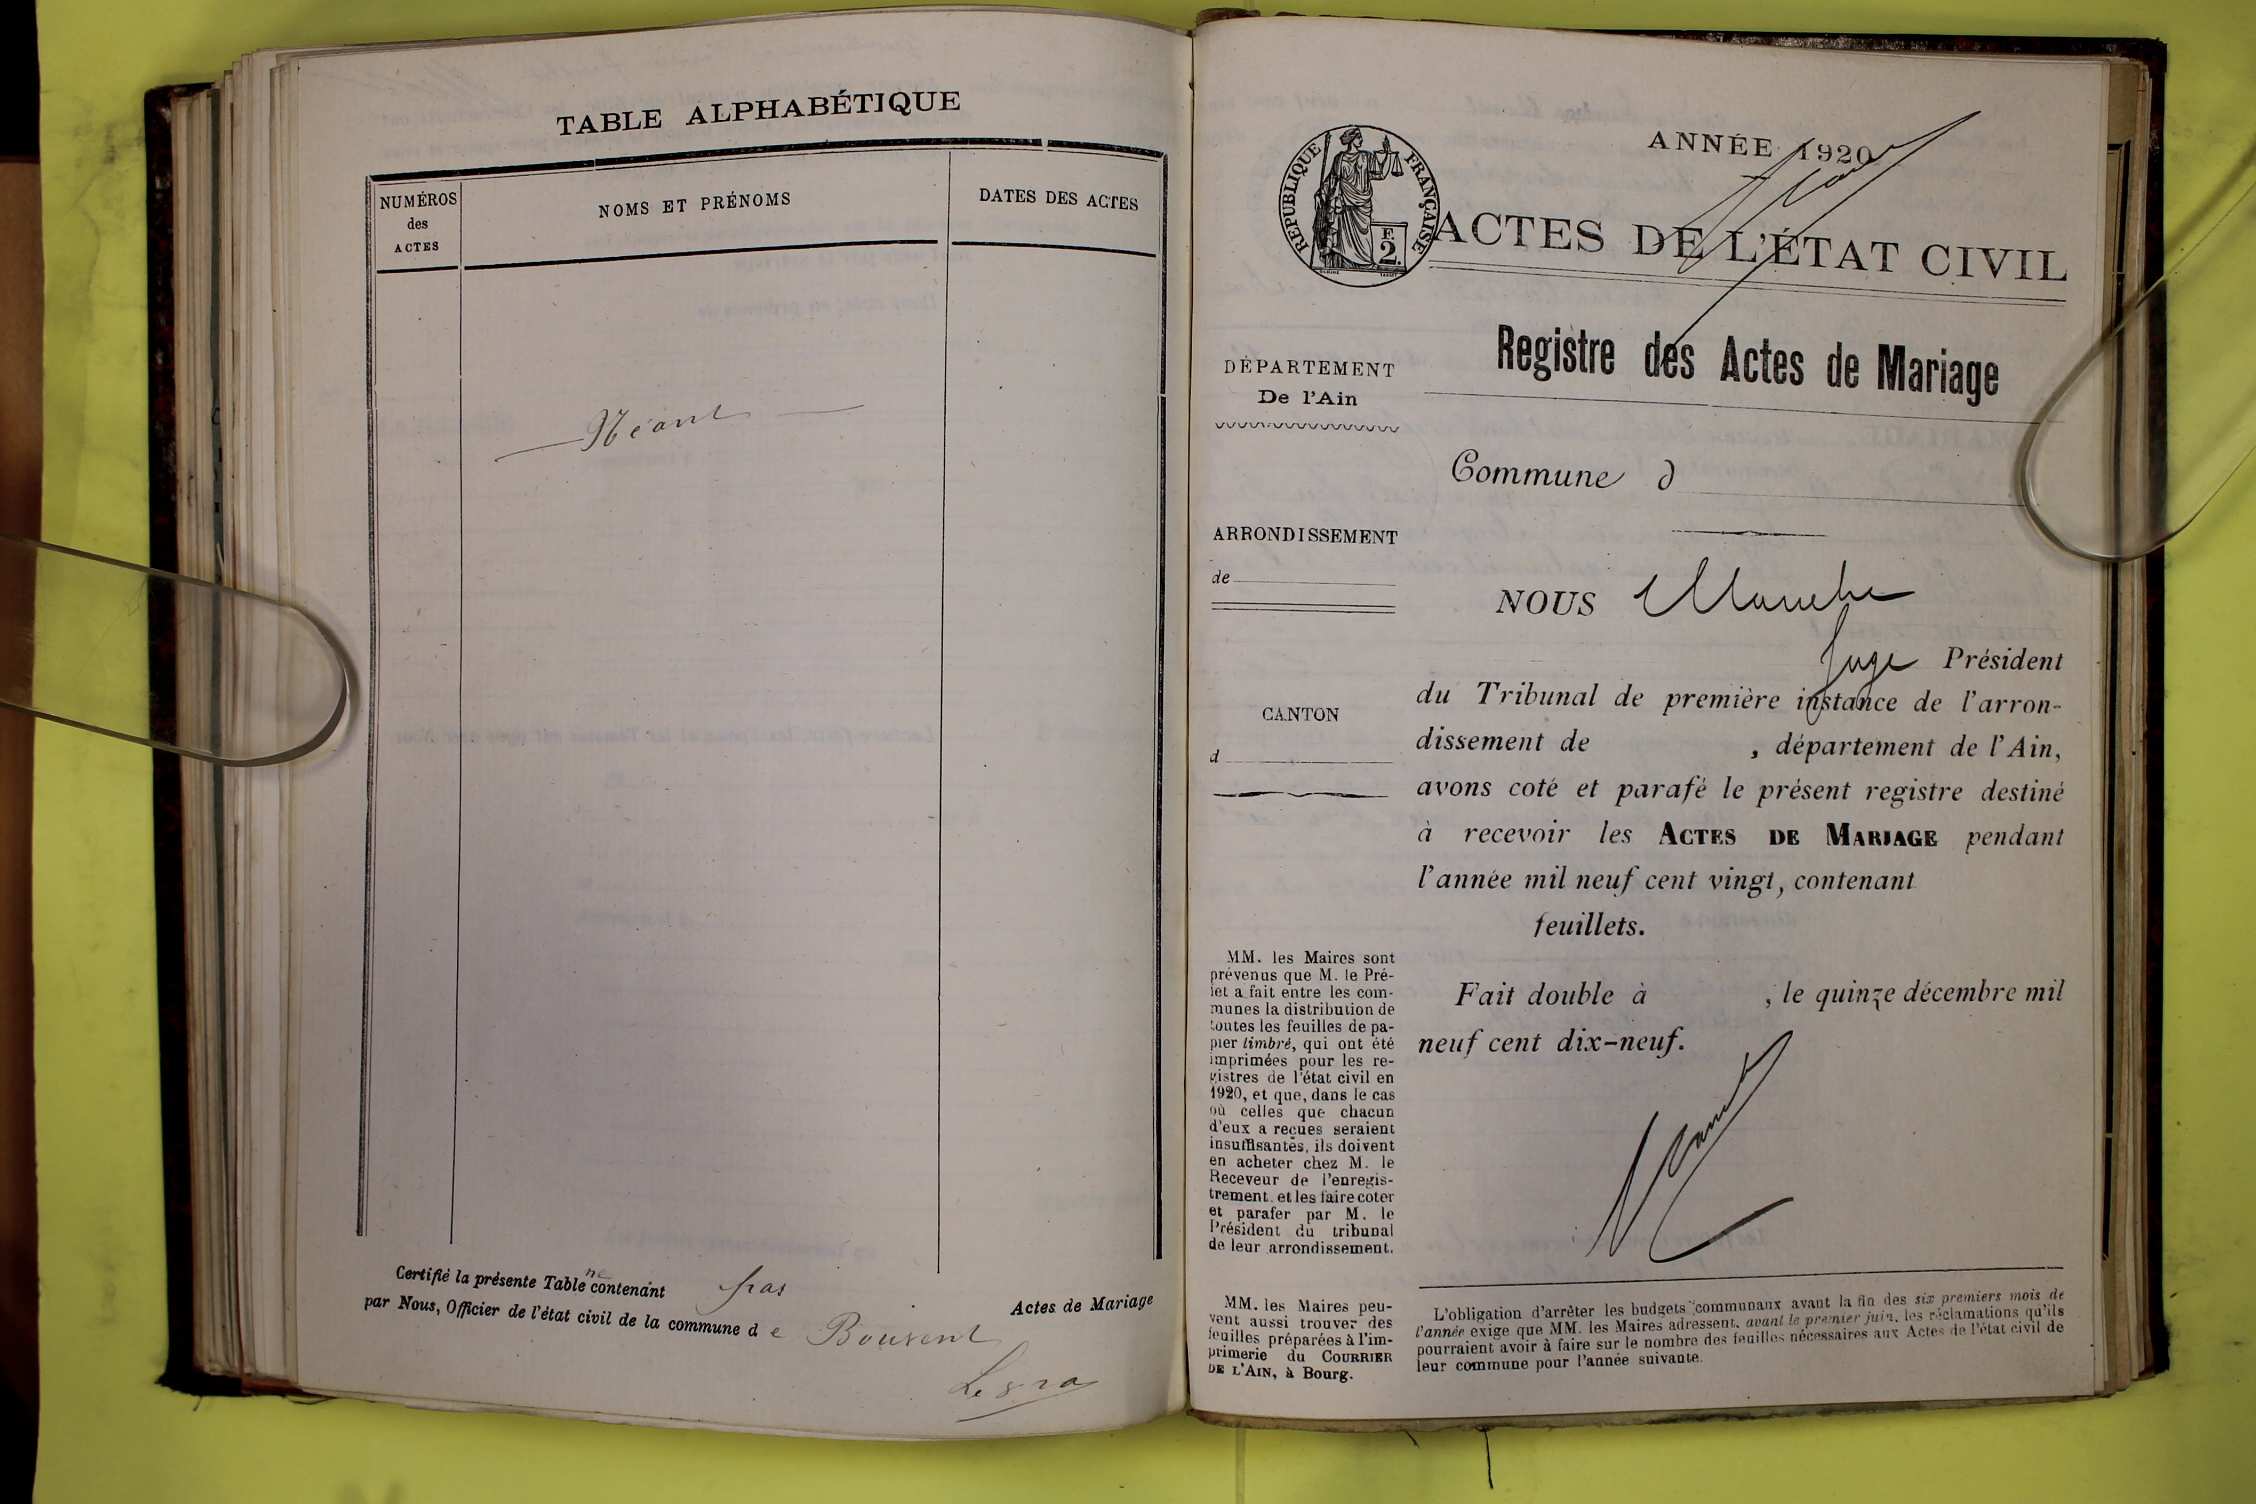 TABLE ALPHABÉTIQUE
NUMÉROS
des
ACTES
NOMS ET PRÉNOMS
DATES DES ACTES
Néant
Certifié la présente Table ne contenant pas Actes de Mariage
par Nous, Officier de l'état civil de la commune d e Bouvent
ANNÉE 1920
RÉPUBLIQUE FRANÇAISE
F.
2.
ACTES DE L'ÉTAT CIVIL
Registre des Actes de Mariage
DÉPARTEMENT
De l'Ain
Commune d
ARRONDISSEMENT
de
CANTON
d
NOUS
Juge Président
du Tribunal de première instance de l'arron-
dissement de , département de l'Ain,
avons coté et parafé le présent registre destiné
à recevoir les ACTES DE MARIAGE pendant
l'année mil neuf cent vingt, contenant
feuillets.
Fait double à , le quinze décembre mil
neuf cent dix-neuf.
MM. les Maires sont
prévenus que M. le Pré-
fet a fait entre les com-
munes la distribution de
toutes les feuilles de pa-
pier timbré, qui ont été
imprimées pour les re-
gistres de l'état civil en
1920, et que, dans le cas
où celles que chacun
d'eux a reçues seraient
insuffisantes, ils doivent
en acheter chez M. le
Receveur de l'enregis-
trement, et les faire coter
et parafer par M. le
Président du tribunal
de leur arrondissement.
MM. les Maires peu-
vent aussi trouver des
feuilles préparées à l'im-
primerie du COURRIER
DE L'AIN, à Bourg.
L'obligation d'arrêter les budgets communaux avant la fin des six premiers mois de
l'année exige que MM. les Maires adressent, avant le premier juin, les réclamations qu'ils
pourraient avoir à faire sur le nombre des feuilles nécessaires aux Actes de l'état civil de
leur commune pour l'année suivante.